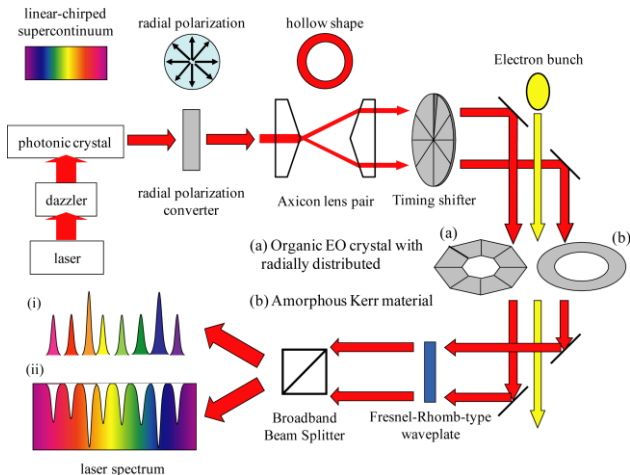 linear-chirped
supercontinuum
radial polarization
hollow shape
Electron bunch
photonic crystal
dazzler
laser
radial polarization
converter
Axicon lens pair
Timing shifter
(a)
(b)
(a) Organic EO crystal with
radially distributed
(b) Amorphous Kerr material
(i)
(ii)
laser spectrum
Broadband
Beam Splitter
Fresnel-Rhomb-type
waveplate